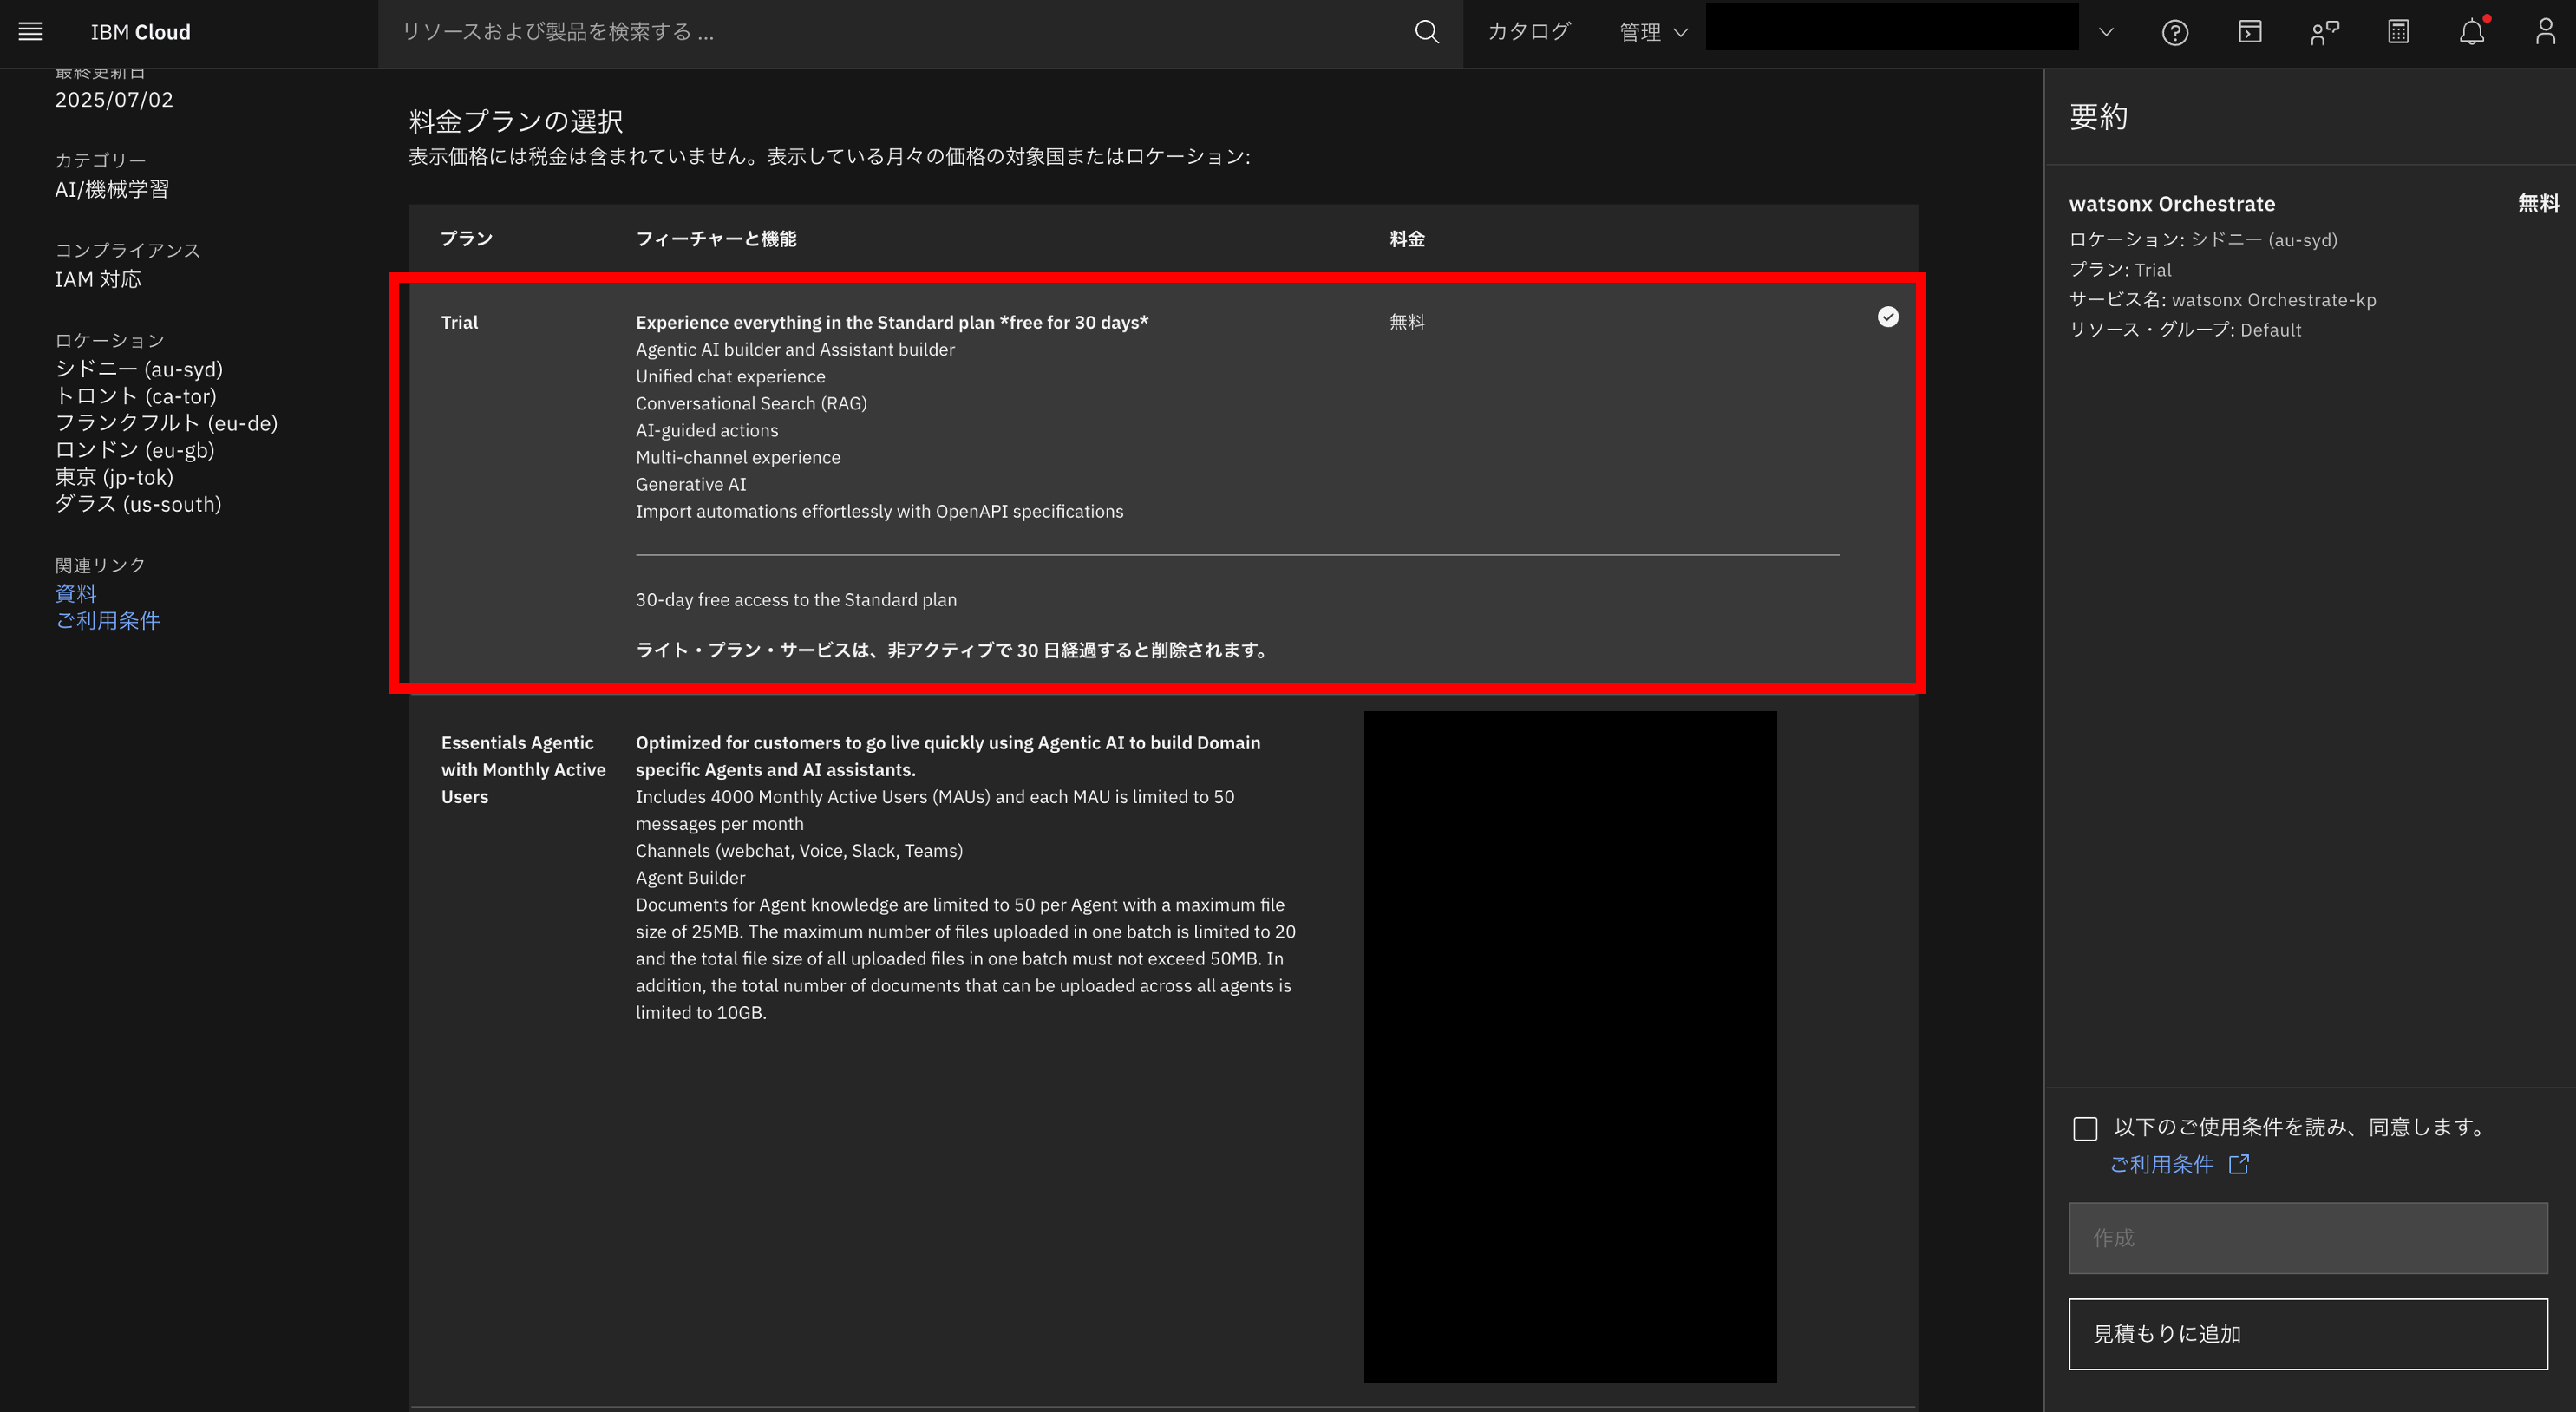 IBM Cloud
リソースおよび製品を検索する ...
カタログ
管理
最終更新日
2025/07/02
カテゴリー
AI/機械学習
コンプライアンス
IAM 対応
ロケーション
シドニー (au-syd)
トロント (ca-tor)
フランクフルト (eu-de)
ロンドン (eu-gb)
東京 (jp-tok)
ダラス (us-south)
関連リンク
資料
ご利用条件
料金プランの選択
表示価格には税金は含まれていません。表示している月々の価格の対象国またはロケーション:
プラン
フィーチャーと機能
料金
Trial
Experience everything in the Standard plan *free for 30 days*
無料
Agentic AI builder and Assistant builder
Unified chat experience
Conversational Search (RAG)
AI-guided actions
Multi-channel experience
Generative AI
Import automations effortlessly with OpenAPI specifications
30-day free access to the Standard plan
ライト・プラン・サービスは、非アクティブで 30 日経過すると削除されます。
Essentials Agentic
with Monthly Active
Users
Optimized for customers to go live quickly using Agentic AI to build Domain
specific Agents and AI assistants.
Includes 4000 Monthly Active Users (MAUs) and each MAU is limited to 50
messages per month
Channels (webchat, Voice, Slack, Teams)
Agent Builder
Documents for Agent knowledge are limited to 50 per Agent with a maximum file
size of 25MB. The maximum number of files uploaded in one batch is limited to 20
and the total file size of all uploaded files in one batch must not exceed 50MB. In
addition, the total number of documents that can be uploaded across all agents is
limited to 10GB.
要約
watsonx Orchestrate
無料
ロケーション: シドニー (au-syd)
プラン: Trial
サービス名: watsonx Orchestrate-kp
リソース・グループ: Default
以下のご使用条件を読み、同意します。
ご利用条件
作成
見積もりに追加